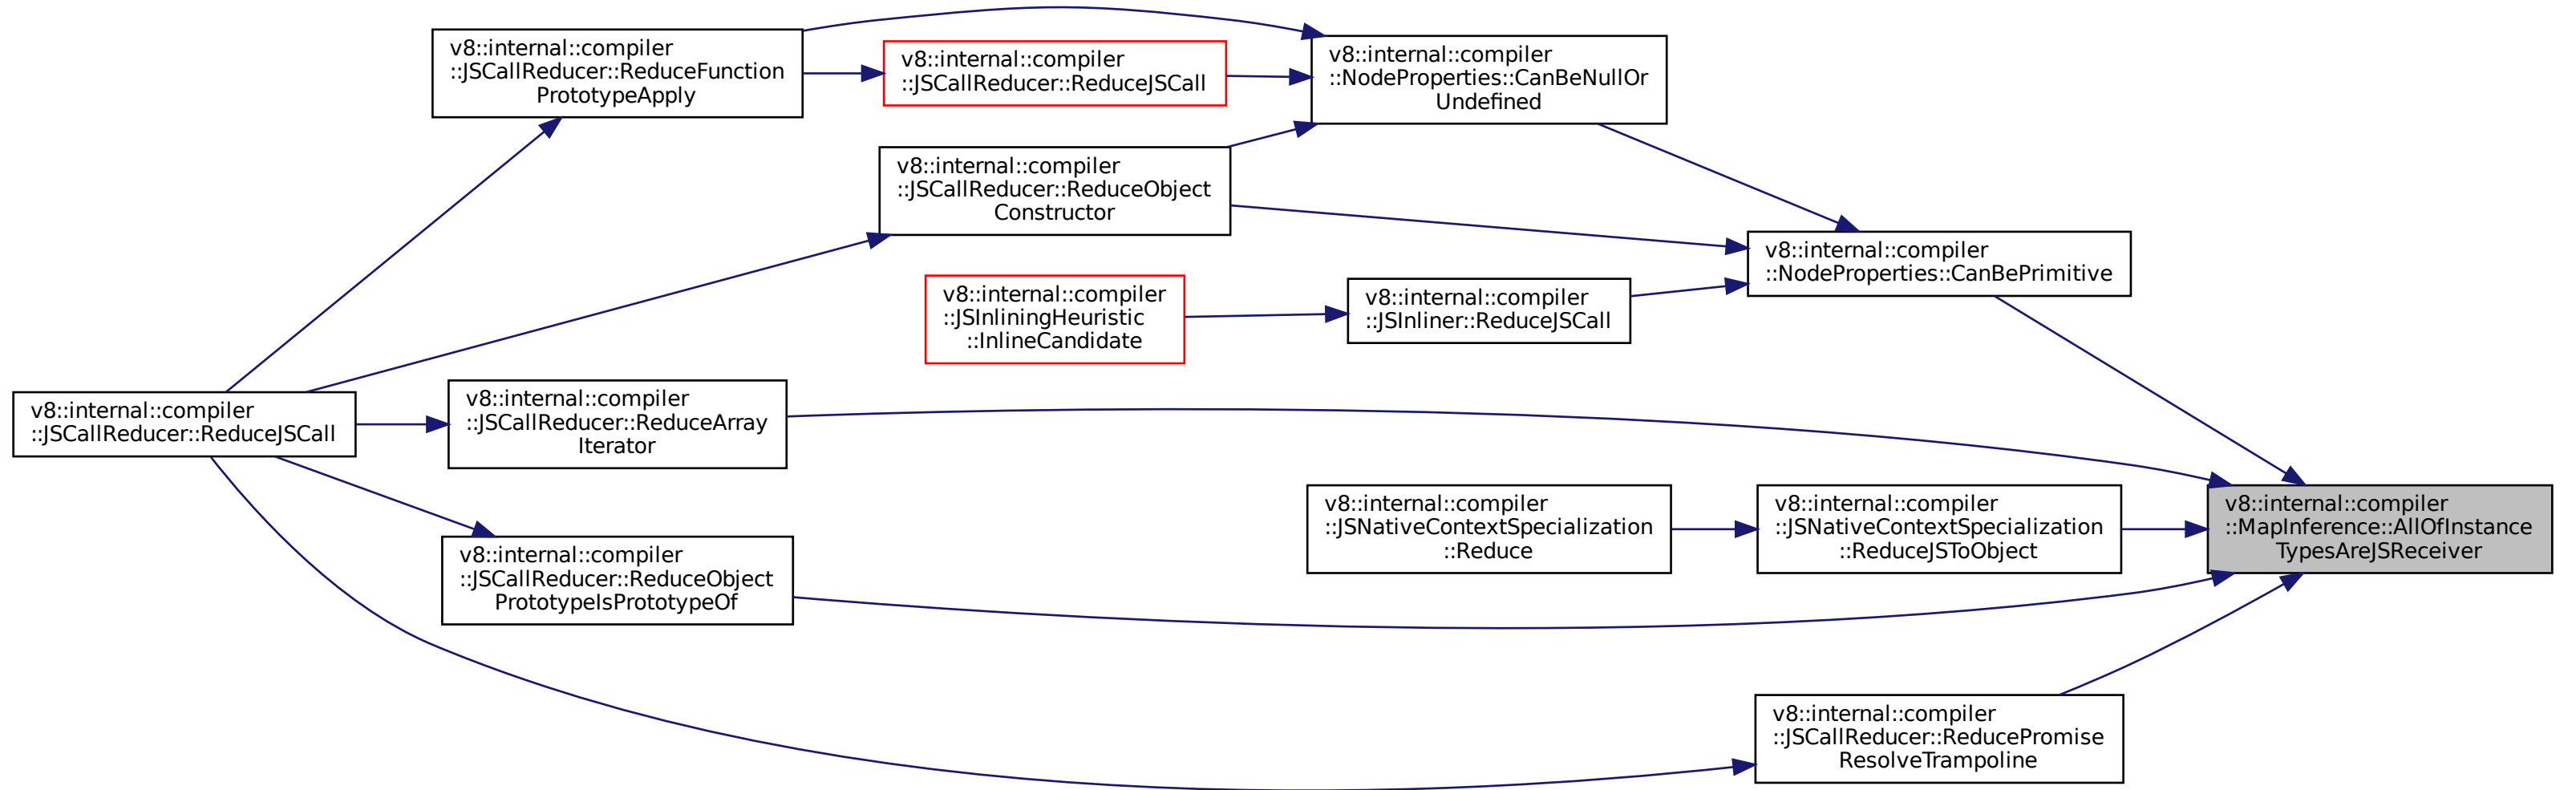 v8::internal::compiler
::JSCallReducer::ReduceFunction
PrototypeApply
v8::internal::compiler
::JSCallReducer::ReduceJSCall
v8::internal::compiler
::NodeProperties::CanBeNullOr
Undefined
v8::internal::compiler
::JSCallReducer::ReduceObject
Constructor
v8::internal::compiler
::NodeProperties::CanBePrimitive
v8::internal::compiler
::JSInliningHeuristic
::InlineCandidate
v8::internal::compiler
::JSInliner::ReduceJSCall
v8::internal::compiler
::JSCallReducer::ReduceJSCall
v8::internal::compiler
::JSCallReducer::ReduceArray
Iterator
v8::internal::compiler
::JSNativeContextSpecialization
::Reduce
v8::internal::compiler
::JSNativeContextSpecialization
::ReduceJSToObject
v8::internal::compiler
::MapInference::AllOfInstance
TypesAreJSReceiver
v8::internal::compiler
::JSCallReducer::ReduceObject
PrototypeIsPrototypeOf
v8::internal::compiler
::JSCallReducer::ReducePromise
ResolveTrampoline